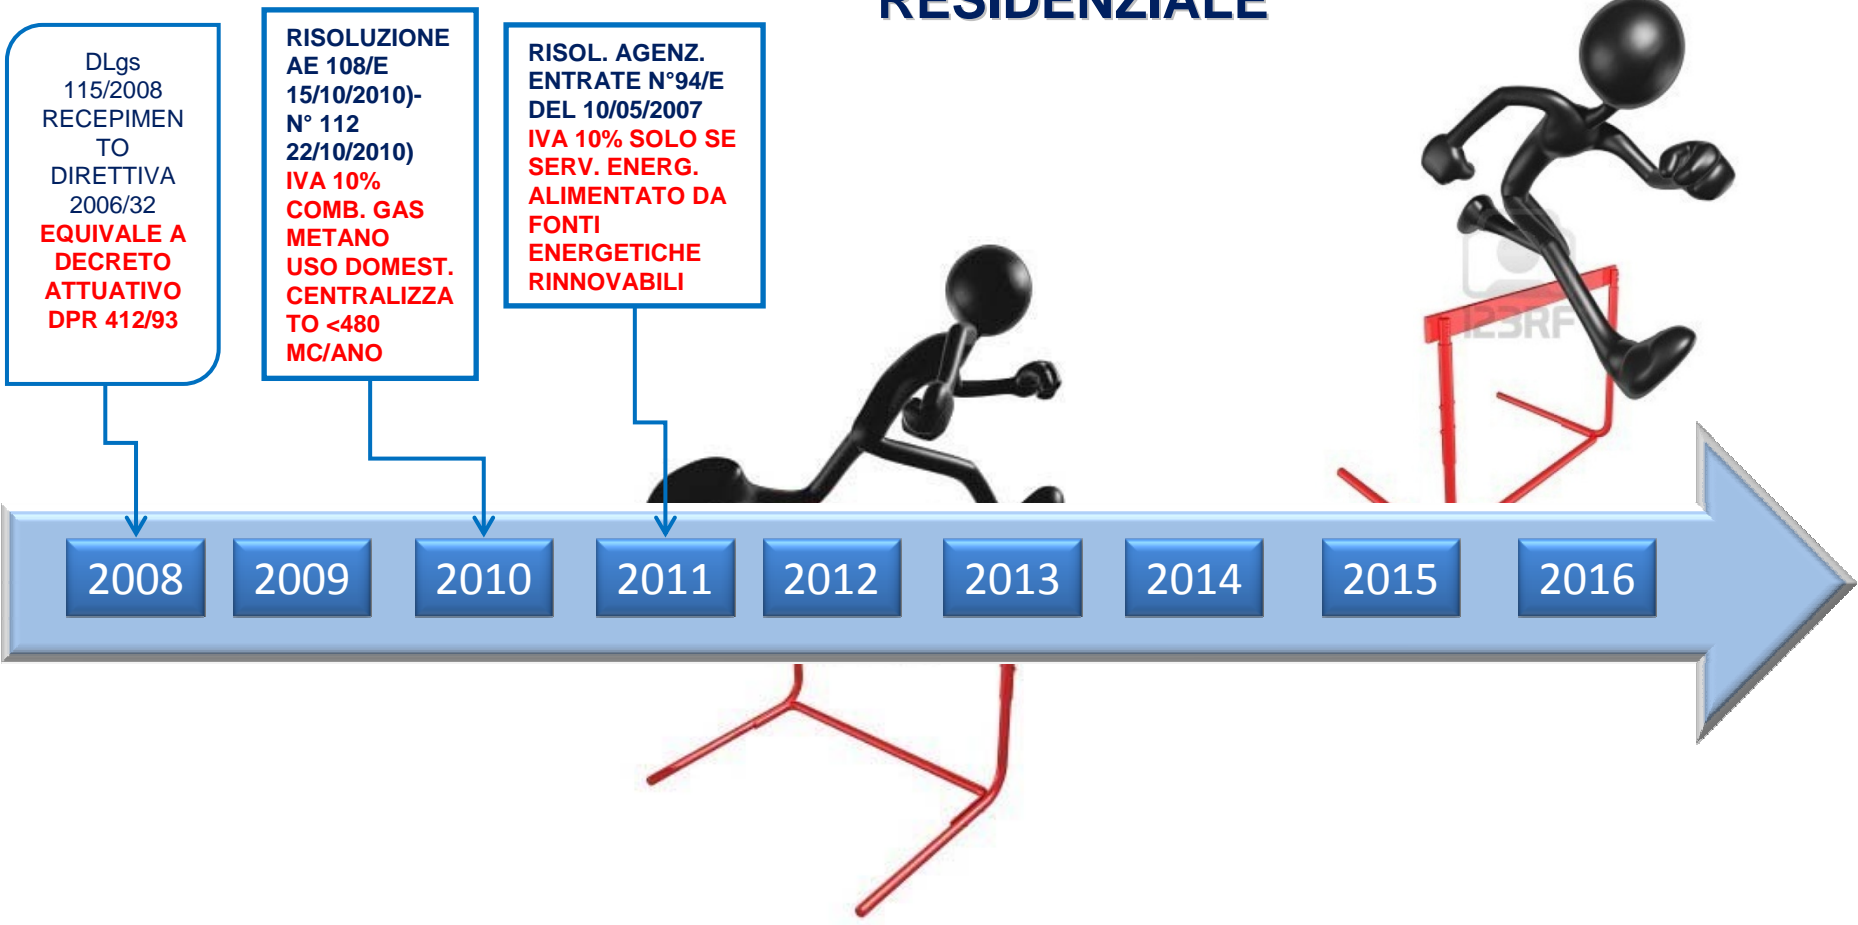 RESIDENZIALE
DLgs
115/2008
RECEPIMEN
TO
DIRETTIVA
2006/32
EQUIVALE A
DECRETO
ATTUATIVO
DPR 412/93
RISOLUZIONE
AE 108/E
15/10/2010)-
N° 112
22/10/2010)
IVA 10%
COMB. GAS
METANO
USO DOMEST.
CENTRALIZZA
TO <480
MC/ANO
RISOL. AGENZ.
ENTRATE N°94/E
DEL 10/05/2007
IVA 10% SOLO SE
SERV. ENERG.
ALIMENTATO DA
FONTI
ENERGETICHE
RINNOVABILI
123RF
2008 2009 2010 2011 2012 2013 2014 2015 2016